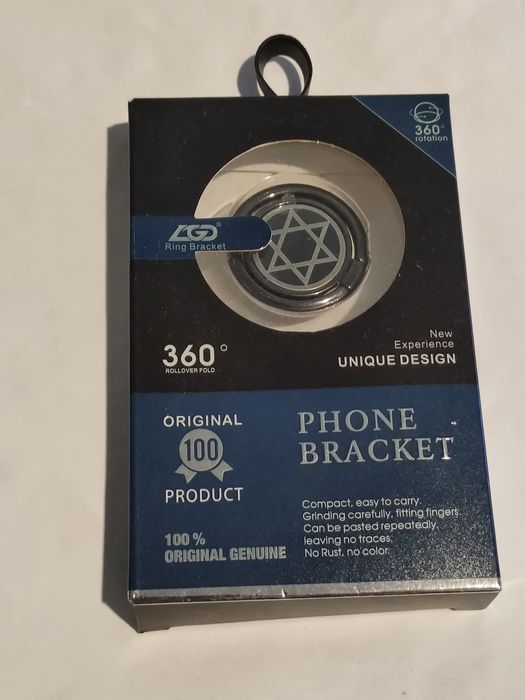 360°
rotation
LGD®
Ring Bracket
360°
ROLLOVER FOLD
New
Experience
UNIQUE DESIGN
ORIGINAL
100
PRODUCT
100%
ORIGINAL GENUINE
PHONE
BRACKET
Compact, easy to carry.
Grinding carefully, fitting fingers
Can be pasted repeatedly,
leaving no traces.
No Rust, no color.